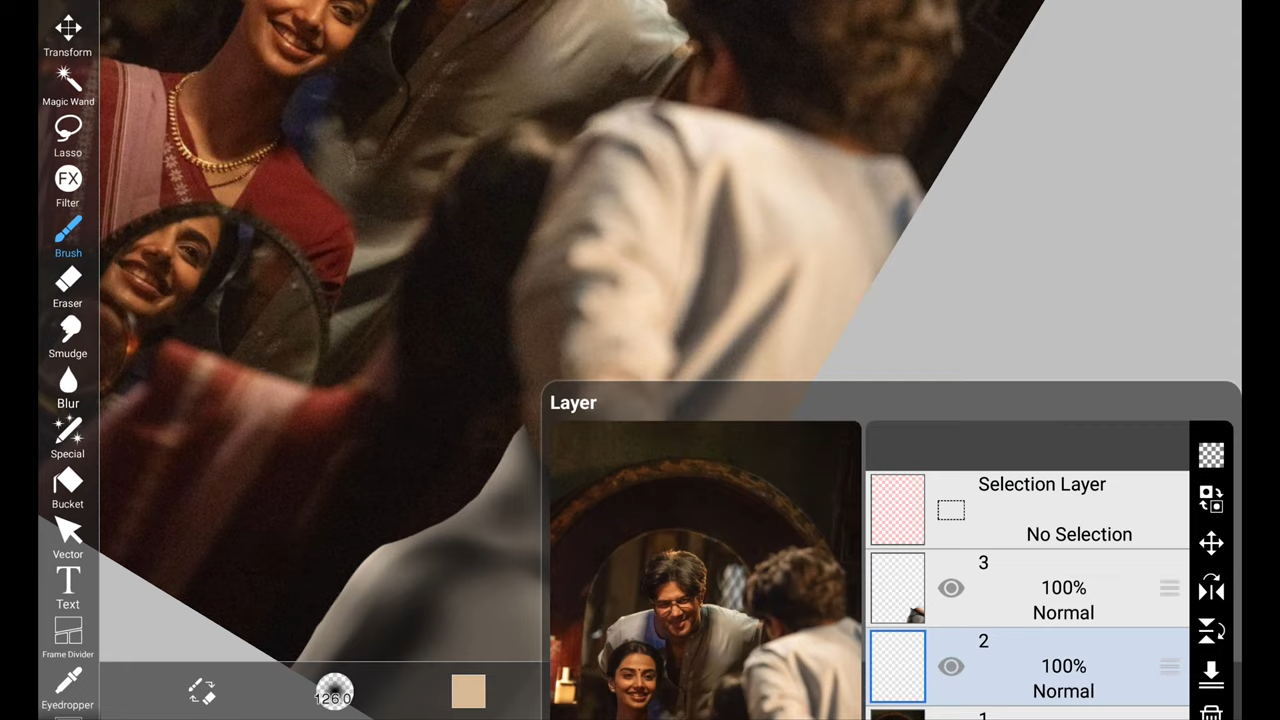 Transform
Magic Wand
Lasso
FX
Filter
Brush
Eraser
Smudge
Blur
Special
Bucket
Vector
T
Text
Frame Divider
Eyedropper
126.0
Layer
Selection Layer
No Selection
3
100%
Normal
2
100%
Normal